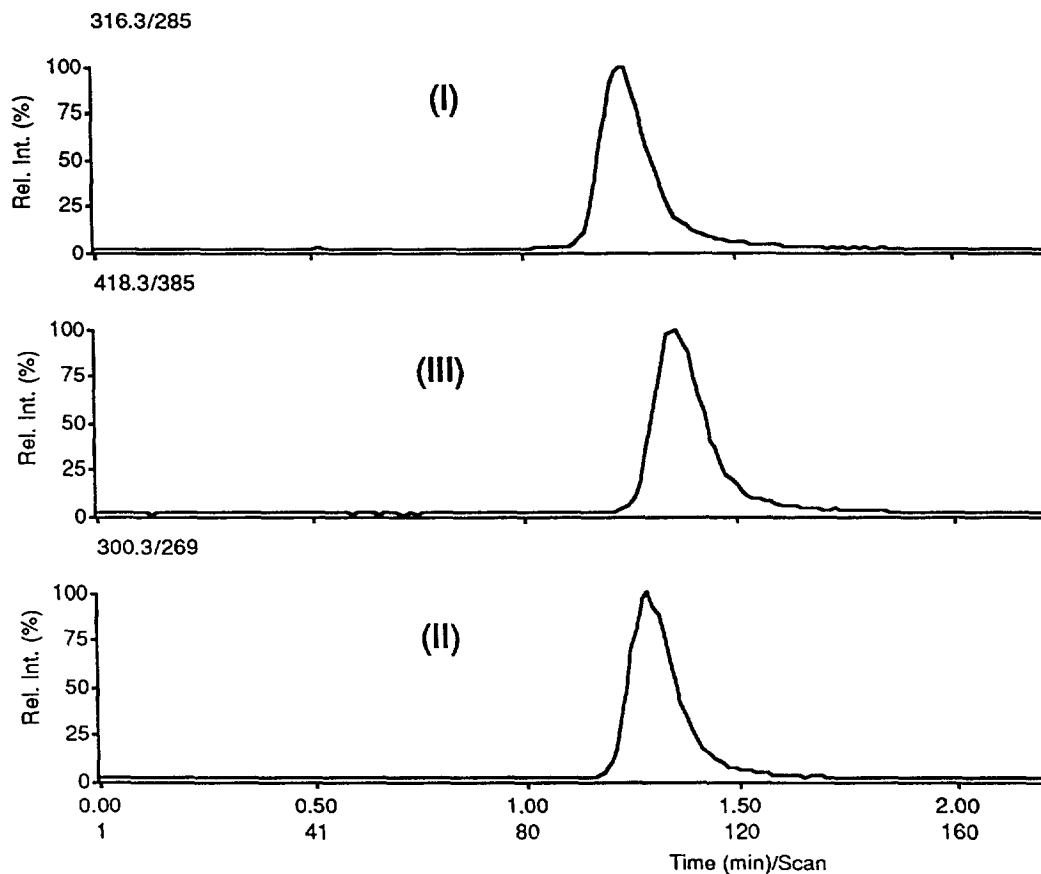 316.3/285
100
75
50
25
0
Rel. Int. (%)
(I)
418.3/385
100
75
50
25
0
Rel. Int. (%)
(III)
300.3/269
100
75
50
25
0
Rel. Int. (%)
(II)
0.00 0.50 1.00 1.50 2.00
1 41 80 120 160
Time (min)/Scan